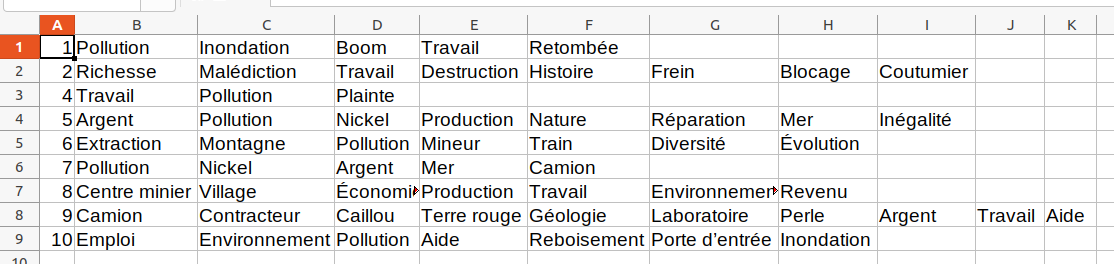 A B C D E F G H I J K
1 1 Pollution Inondation Boom Travail Retombée
2 2 Richesse Malédiction Travail Destruction Histoire Frein Blocage Coutumier
3 4 Travail Pollution Plainte
4 5 Argent Pollution Nickel Production Nature Réparation Mer Inégalité
5 6 Extraction Montagne Pollution Mineur Train Diversité Évolution
6 7 Pollution Nickel Argent Mer Camion
7 8 Centre minier Village Économi Production Travail Environnemer Revenu
8 9 Camion Contracteur Caillou Terre rouge Géologie Laboratoire Perle Argent Travail Aide
9 10 Emploi Environnement Pollution Aide Reboisement Porte d’entrée Inondation
10